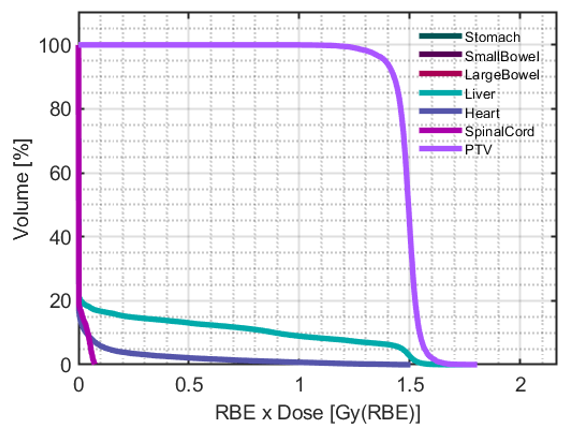 Volume [%]
100
80
60
40
20
0
0
0.5
1
1.5
2
RBE x Dose [Gy(RBE)]
Stomach
SmallBowel
LargeBowel
Liver
Heart
SpinalCord
PTV